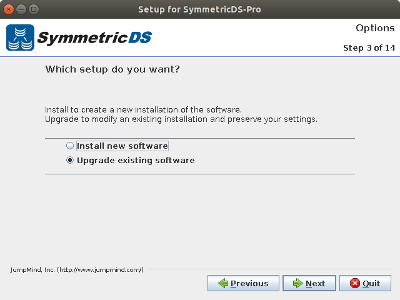 Setup for SymmetricDS-Pro
SymmetricDS
Options
Step 3 of 14
Which setup do you want?
Install to create a new installation of the software.
Upgrade to modify an existing installation and preserve your settings.
Install new software
Upgrade existing software
JumpMind, Inc. (http://www.jumpmind.com/)
Previous
Next
Quit